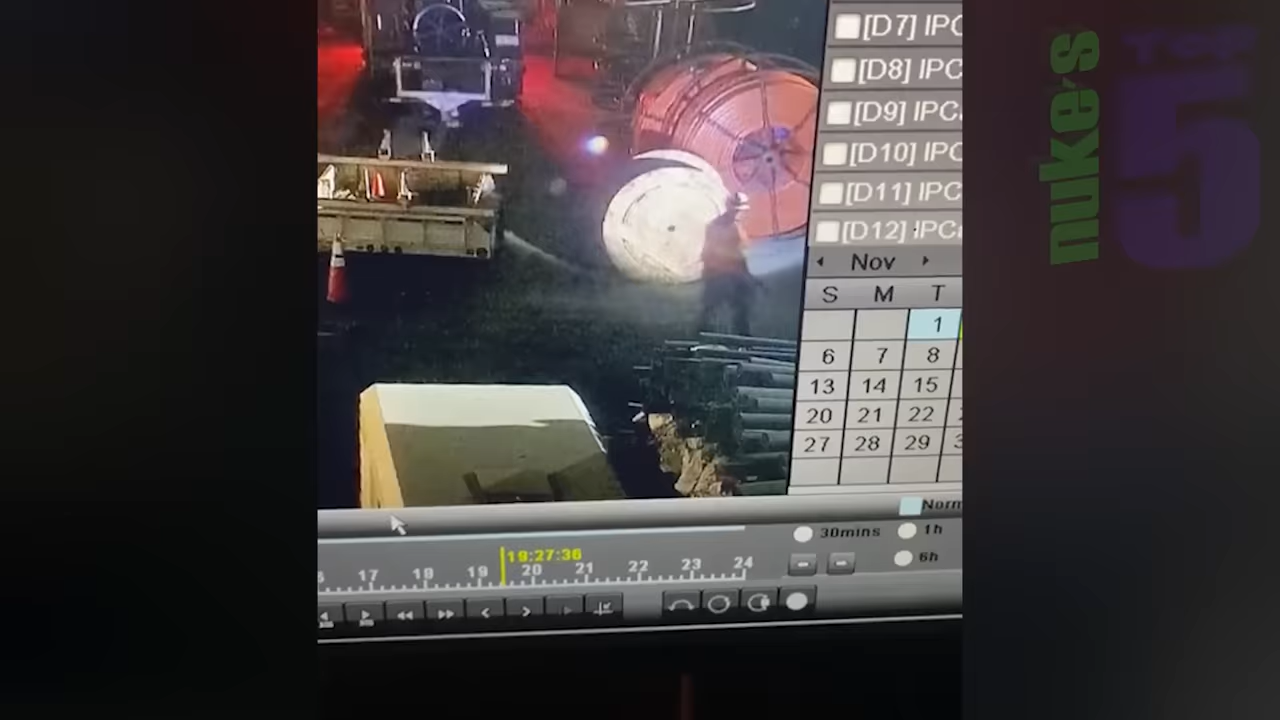 [D7] IPC
[D8] IPC
[D9] IPC
[D10] IPC
[D11] IPC
[D12] IPC
Nov
S M T
1
6 7 8
13 14 15
20 21 22
27 28 29
Norm
30mins 1h
6h
19:27:36
17 18 19 20 21 22 23 24
nuke's
TOP
5